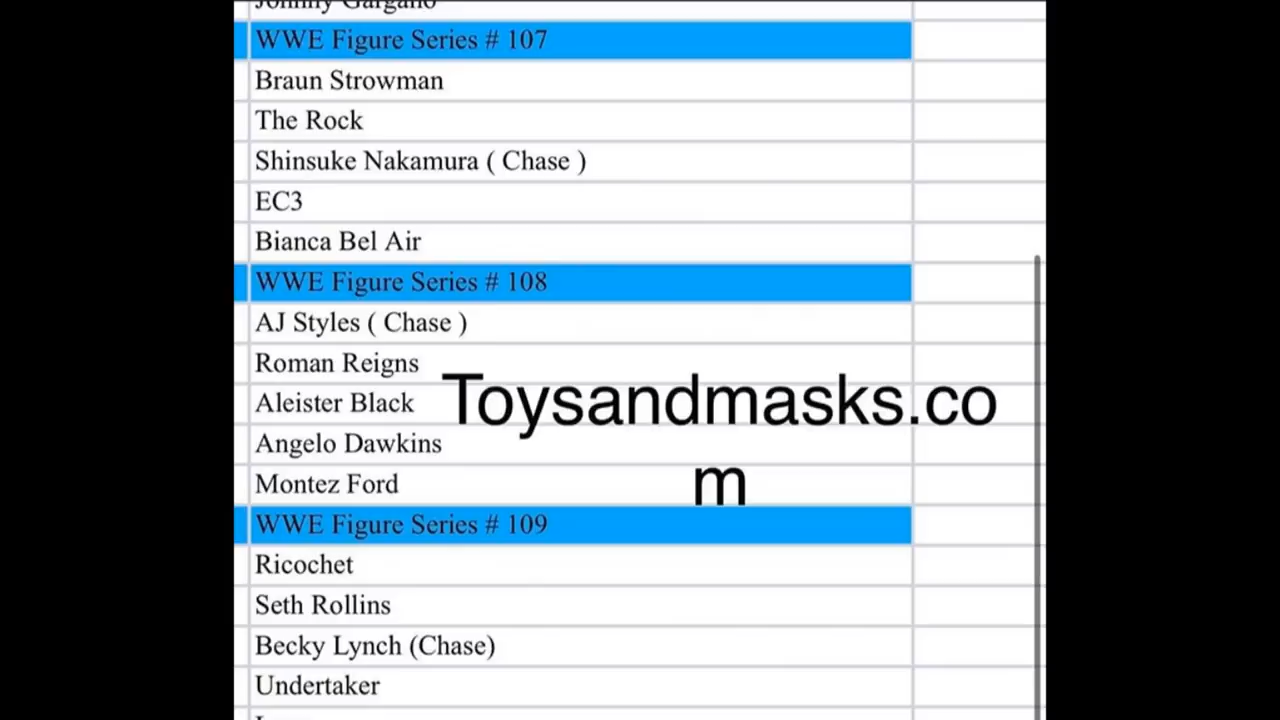 Johnny Gargano
WWE Figure Series # 107
Braun Strowman
The Rock
Shinsuke Nakamura ( Chase )
EC3
Bianca Bel Air
WWE Figure Series # 108
AJ Styles ( Chase )
Roman Reigns
Aleister Black
Angelo Dawkins
Montez Ford
Toysandmasks.co
m
WWE Figure Series # 109
Ricochet
Seth Rollins
Becky Lynch (Chase)
Undertaker